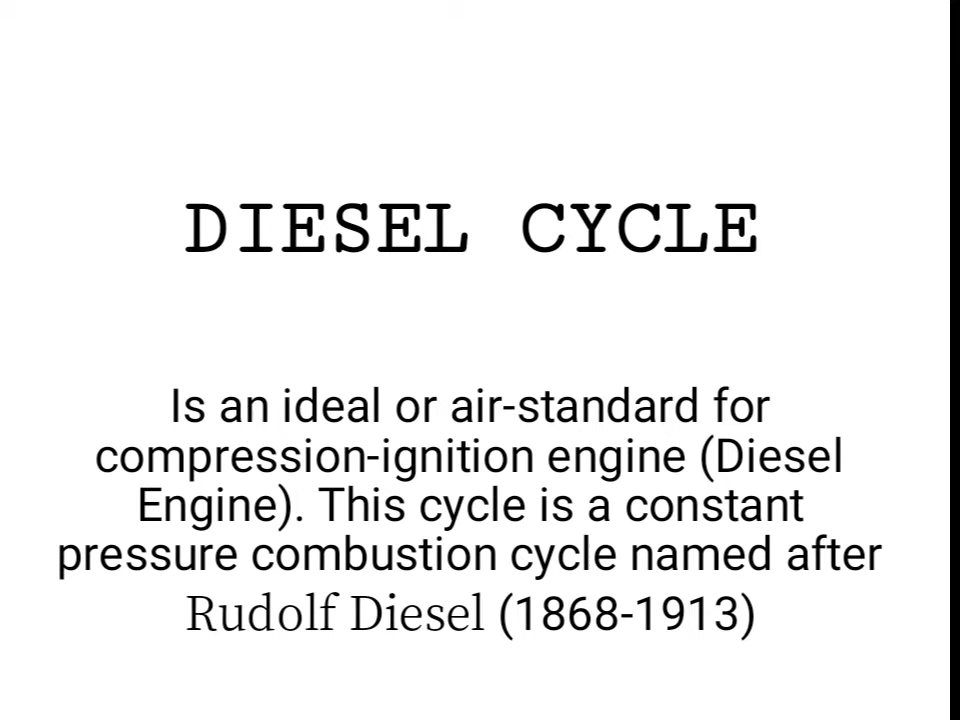 DIESEL CYCLE
Is an ideal or air-standard for
compression-ignition engine (Diesel
Engine). This cycle is a constant
pressure combustion cycle named after
Rudolf Diesel (1868-1913)